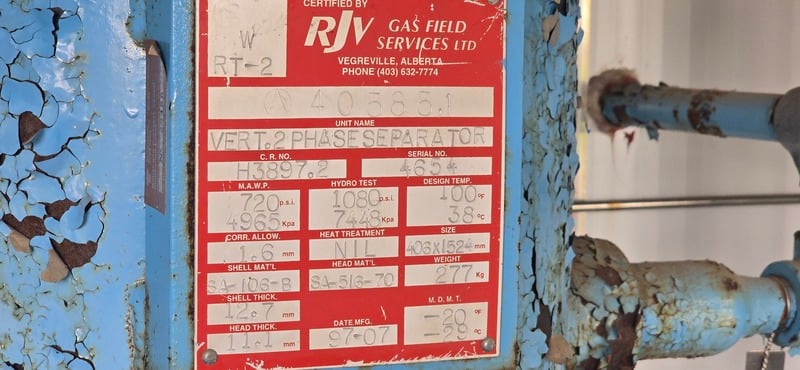 CERTIFIED BY
W
RT-2
RJV GAS FIELD
SERVICES LTD
VEGREVILLE, ALBERTA
PHONE (403) 632-7774
A 40585.1
UNIT NAME
VERT. 2 PHASE SEPARATOR
C. R. NO. SERIAL NO.
H3897.2 4654
M.A.W.P. HYDRO TEST DESIGN TEMP.
720 p.s.i. 1080 p.s.i. 100 °F
4965 Kpa 7448 Kpa 38 °C
CORR. ALLOW. HEAT TREATMENT SIZE
1.6 mm NIL 406x1524 mm
SHELL MAT'L HEAD MAT'L WEIGHT
SA-106-B SA-516-70 277 Kg
SHELL THICK. M. D. M. T.
12.7 mm -20 °F
HEAD THICK. DATE MFG. -29 °C
11.1 mm 97-07